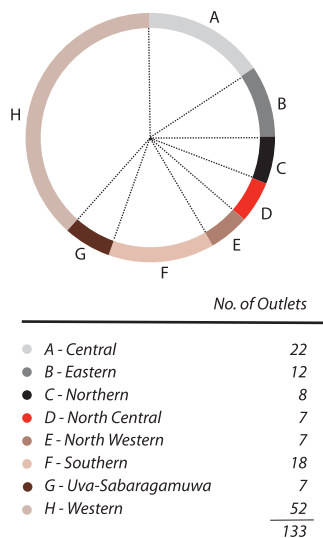 A
B
H
C
D
E
G
F
No. of Outlets
A - Central 22
B - Eastern 12
C - Northern 8
D - North Central 7
E - North Western 7
F - Southern 18
G - Uva-Sabaragamuwa 7
H - Western 52
133